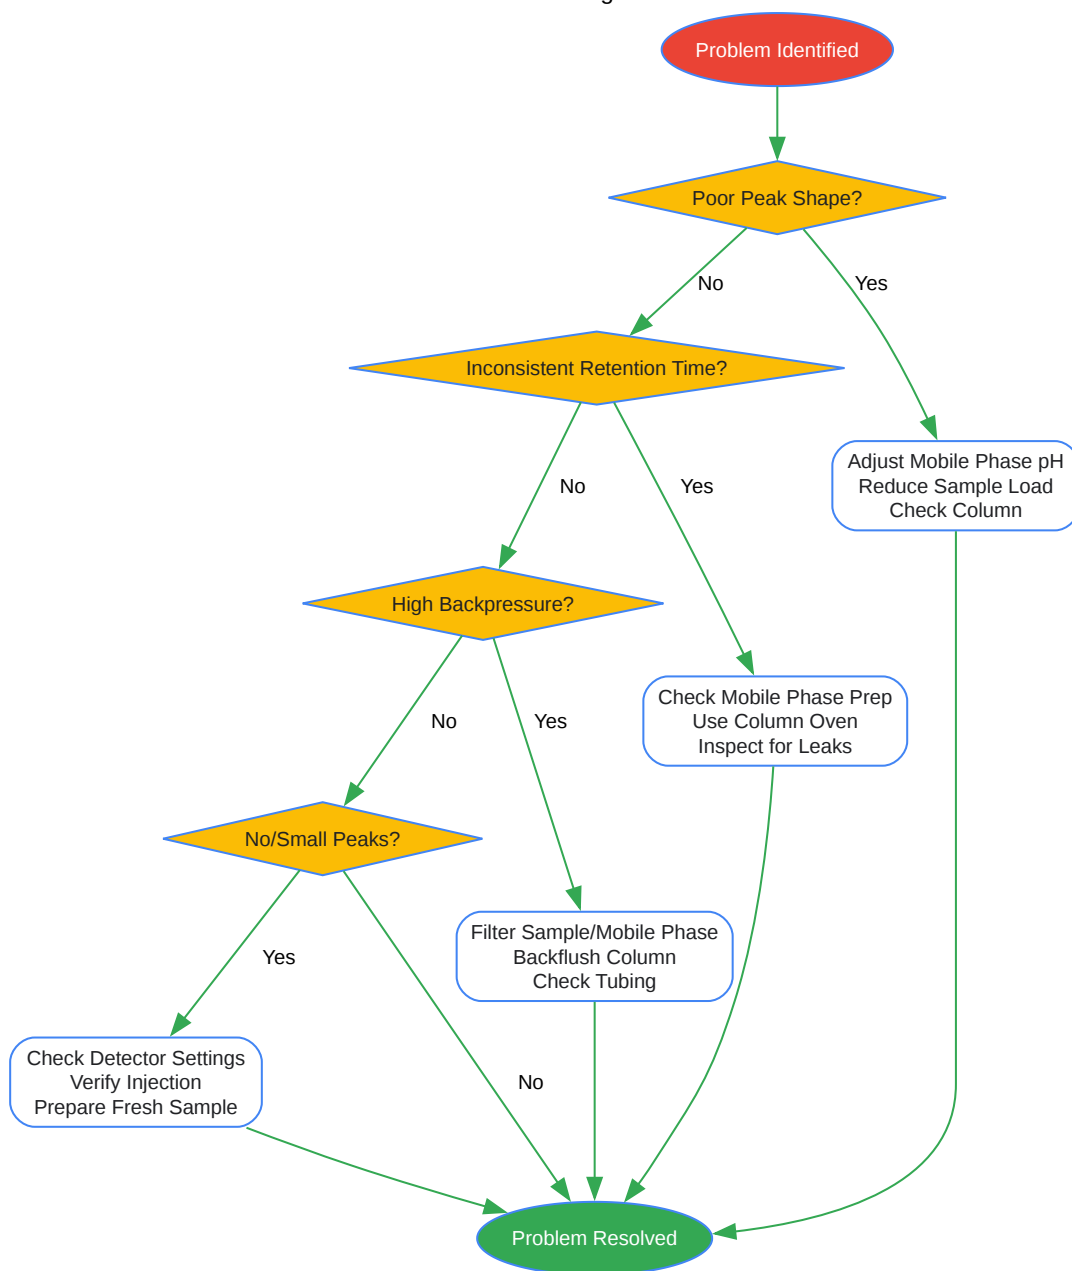 Problem Identified
Poor Peak Shape?
No
Yes
Inconsistent Retention Time?
Adjust Mobile Phase pH
Reduce Sample Load
Check Column
No
Yes
High Backpressure?
Check Mobile Phase Prep
Use Column Oven
Inspect for Leaks
No
Yes
No/Small Peaks?
Filter Sample/Mobile Phase
Backflush Column
Check Tubing
Yes
No
Check Detector Settings
Verify Injection
Prepare Fresh Sample
Problem Resolved